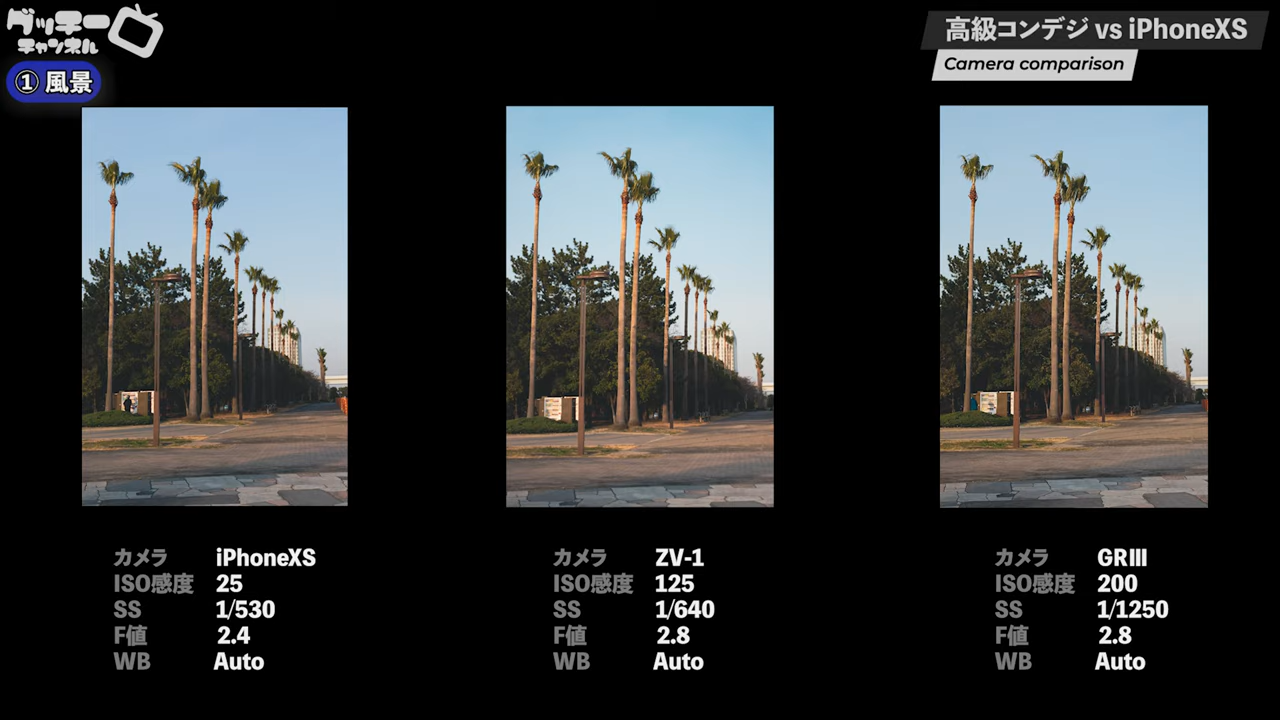 グッチー
チャンネル
① 風景
高級コンデジ vs iPhoneXS
Camera comparison
カメラ iPhoneXS
ISO感度 25
SS 1/530
F値 2.4
WB Auto
カメラ ZV-1
ISO感度 125
SS 1/640
F値 2.8
WB Auto
カメラ GRIII
ISO感度 200
SS 1/1250
F値 2.8
WB Auto